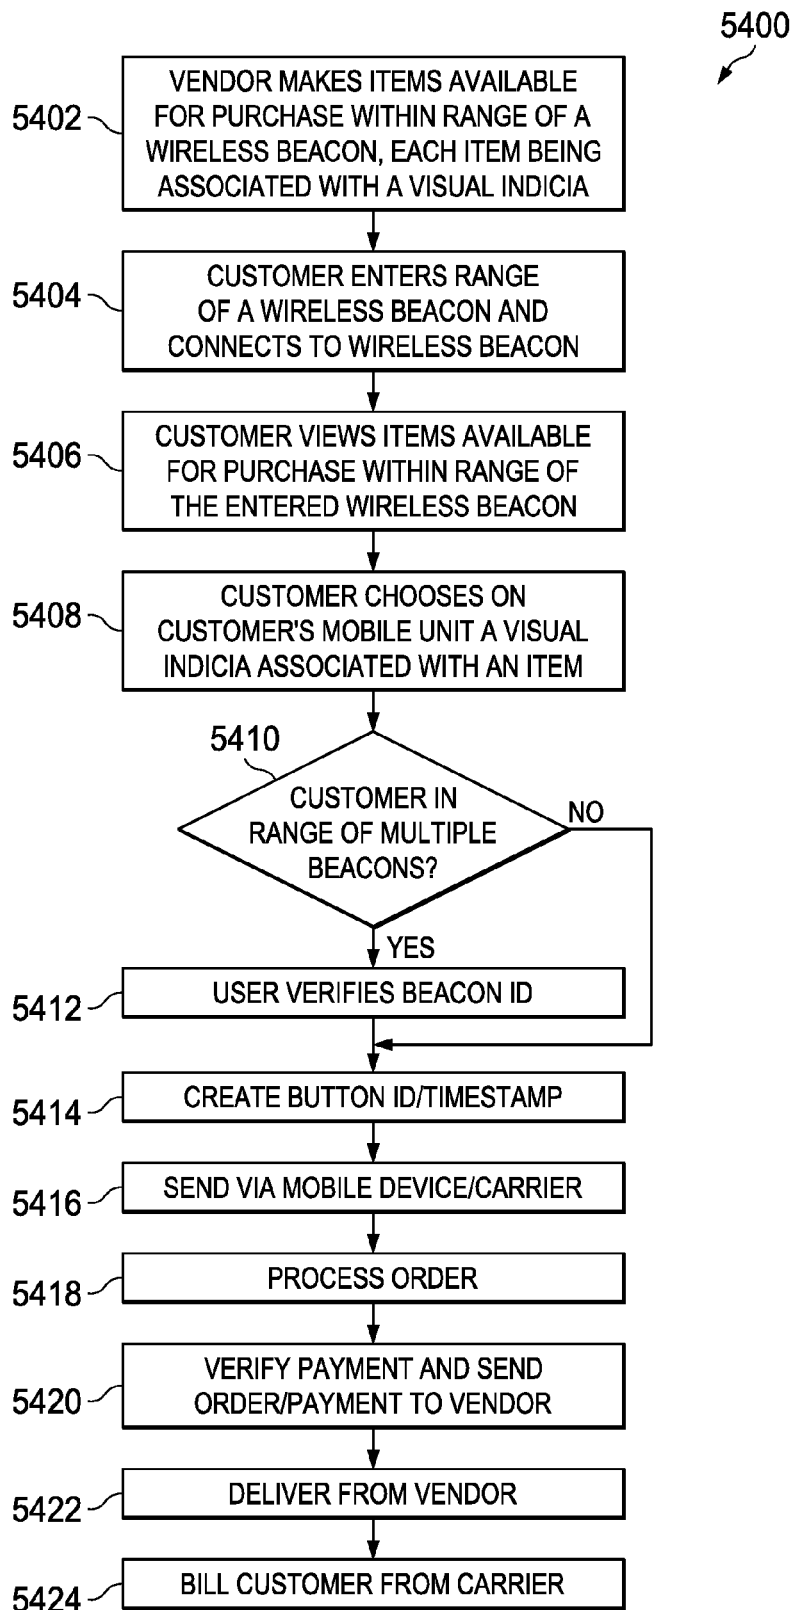 5400
5402
VENDOR MAKES ITEMS AVAILABLE
FOR PURCHASE WITHIN RANGE OF A
WIRELESS BEACON, EACH ITEM BEING
ASSOCIATED WITH A VISUAL INDICIA
5404
CUSTOMER ENTERS RANGE
OF A WIRELESS BEACON AND
CONNECTS TO WIRELESS BEACON
5406
CUSTOMER VIEWS ITEMS AVAILABLE
FOR PURCHASE WITHIN RANGE OF
THE ENTERED WIRELESS BEACON
5408
CUSTOMER CHOOSES ON
CUSTOMER'S MOBILE UNIT A VISUAL
INDICIA ASSOCIATED WITH AN ITEM
5410
CUSTOMER IN
RANGE OF MULTIPLE
BEACONS?
NO
YES
5412
USER VERIFIES BEACON ID
5414
CREATE BUTTON ID/TIMESTAMP
5416
SEND VIA MOBILE DEVICE/CARRIER
5418
PROCESS ORDER
5420
VERIFY PAYMENT AND SEND
ORDER/PAYMENT TO VENDOR
5422
DELIVER FROM VENDOR
5424
BILL CUSTOMER FROM CARRIER